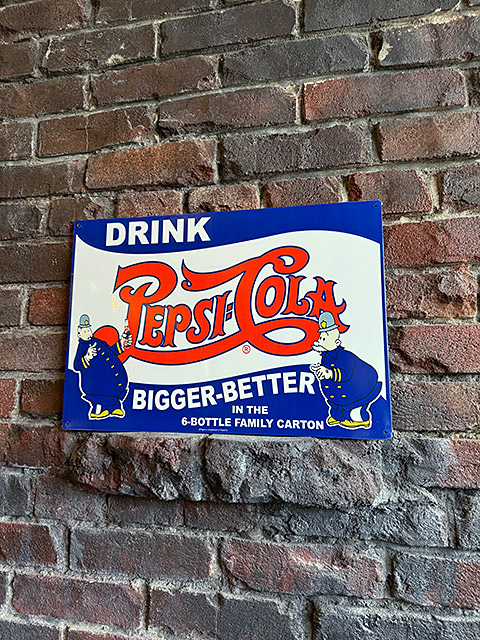 DRINK
PEPSI=COLA
®
BIGGER-BETTER
IN THE
6-BOTTLE FAMILY CARTON